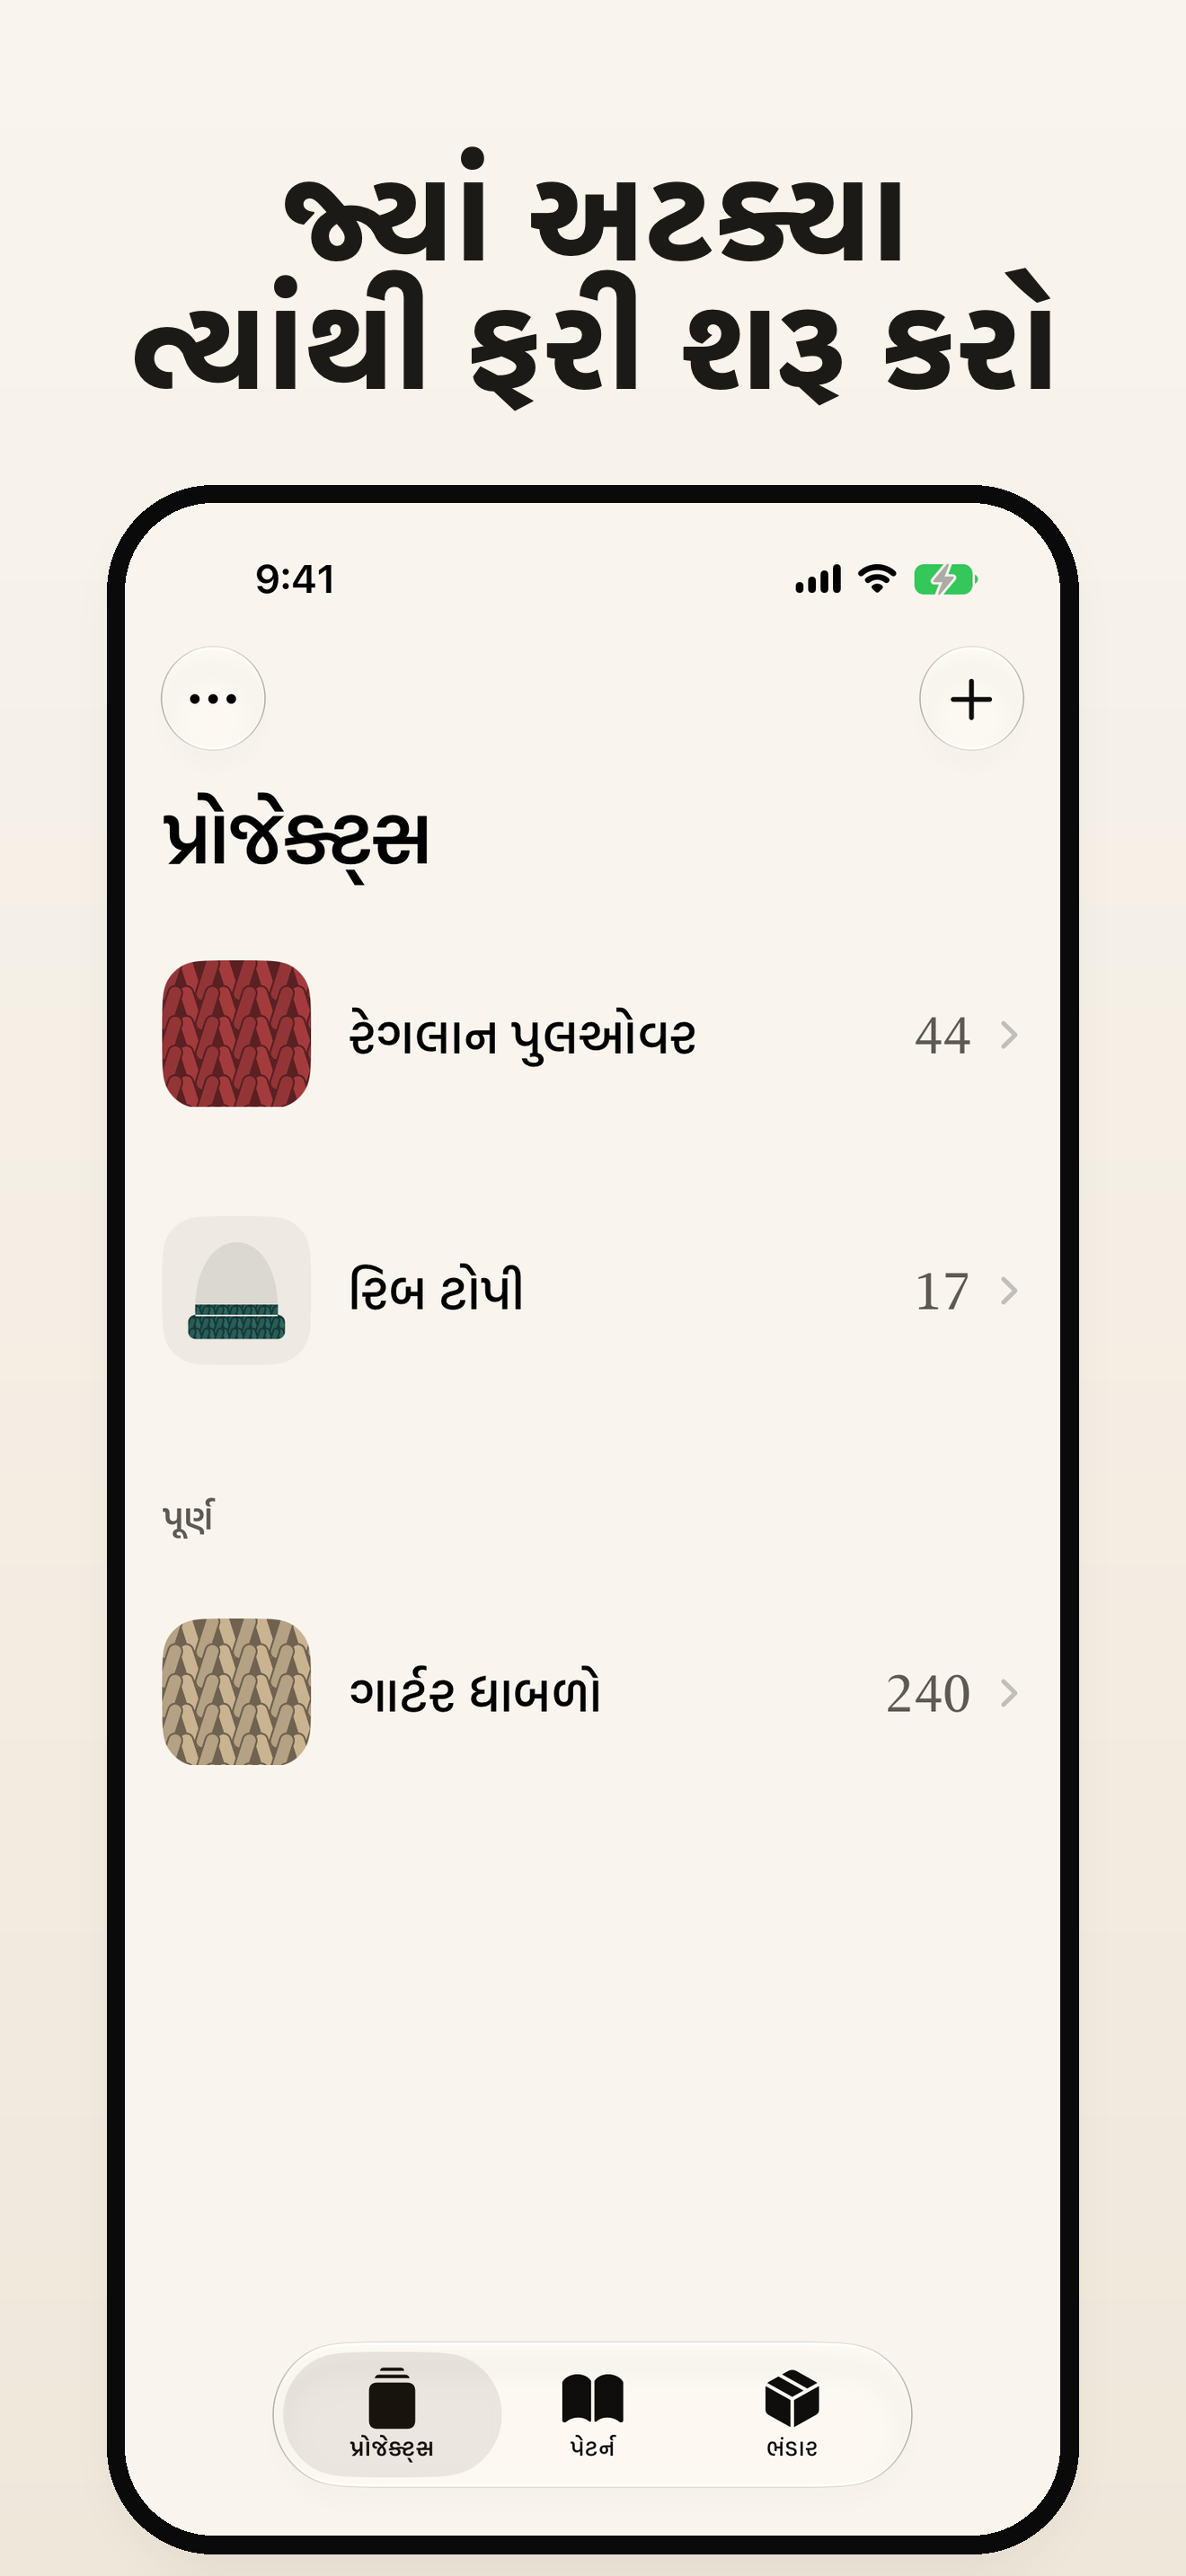 જ્યાં અટક્યા
ત્યાંથી ફરી શરૂ કરો
9:41
પ્રોજેક્ટ્સ
રેગલાન પુલઓવર
44
રિબ ટોપી
17
પૂર્ણ
ગાર્ટર ધાબળો
240
પ્રોજેક્ટ્સ
પેટર્ન
ભંડાર